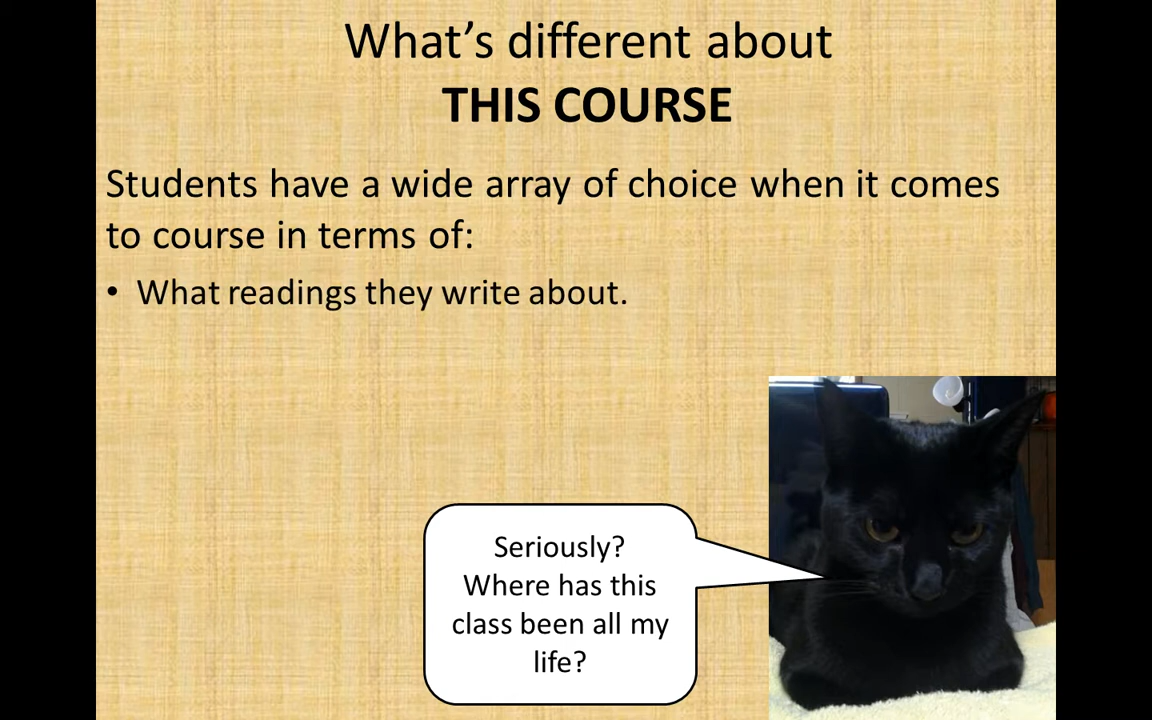 What’s different about
THIS COURSE
Students have a wide array of choice when it comes
to course in terms of:
• What readings they write about.
Seriously?
Where has this
class been all my
life?